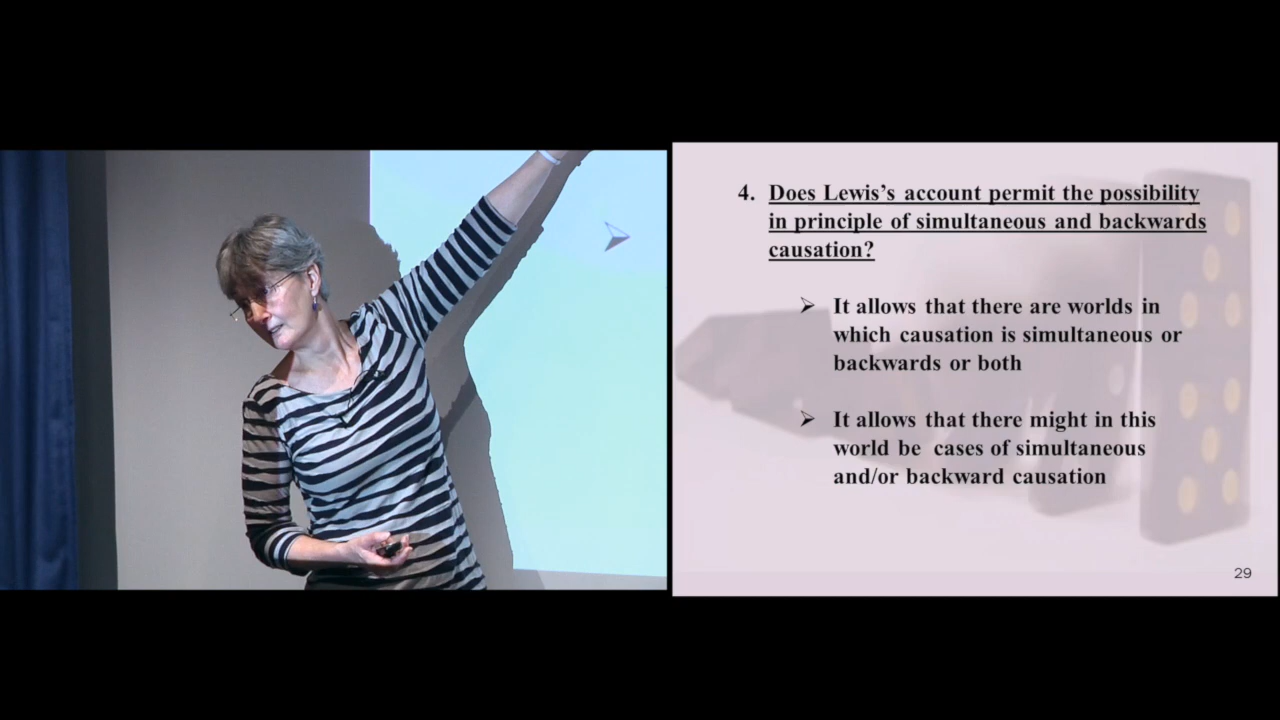 4. Does Lewis's account permit the possibility
in principle of simultaneous and backwards
causation?
➢ It allows that there are worlds in
which causation is simultaneous or
backwards or both
➢ It allows that there might in this
world be cases of simultaneous
and/or backward causation
29